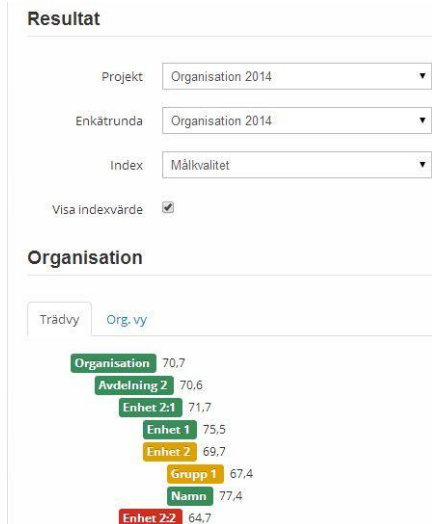 Resultat
Projekt Organisation 2014
Enkätrunda Organisation 2014
Index Målkvalitet
Visa indexvärde
Organisation
Trädvy Org. vy
Organisation 70,7
Avdelning 2 70,6
Enhet 2:1 71,7
Enhet 1 75,5
Enhet 2 69,7
Grupp 1 67,4
Namn 77,4
Enhet 2:2 64,7